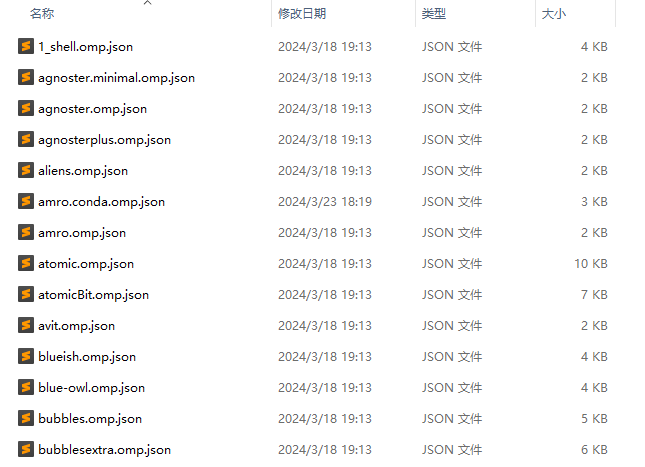 名称 修改日期 类型 大小
1_shell.omp.json 2024/3/18 19:13 JSON 文件 4 KB
agnoster.minimal.omp.json 2024/3/18 19:13 JSON 文件 2 KB
agnoster.omp.json 2024/3/18 19:13 JSON 文件 2 KB
agnosterplus.omp.json 2024/3/18 19:13 JSON 文件 2 KB
aliens.omp.json 2024/3/18 19:13 JSON 文件 2 KB
amro.conda.omp.json 2024/3/23 18:19 JSON 文件 3 KB
amro.omp.json 2024/3/18 19:13 JSON 文件 2 KB
atomic.omp.json 2024/3/18 19:13 JSON 文件 10 KB
atomicBit.omp.json 2024/3/18 19:13 JSON 文件 7 KB
avit.omp.json 2024/3/18 19:13 JSON 文件 2 KB
blueish.omp.json 2024/3/18 19:13 JSON 文件 4 KB
blue-owl.omp.json 2024/3/18 19:13 JSON 文件 4 KB
bubbles.omp.json 2024/3/18 19:13 JSON 文件 5 KB
bubblesextra.omp.json 2024/3/18 19:13 JSON 文件 6 KB